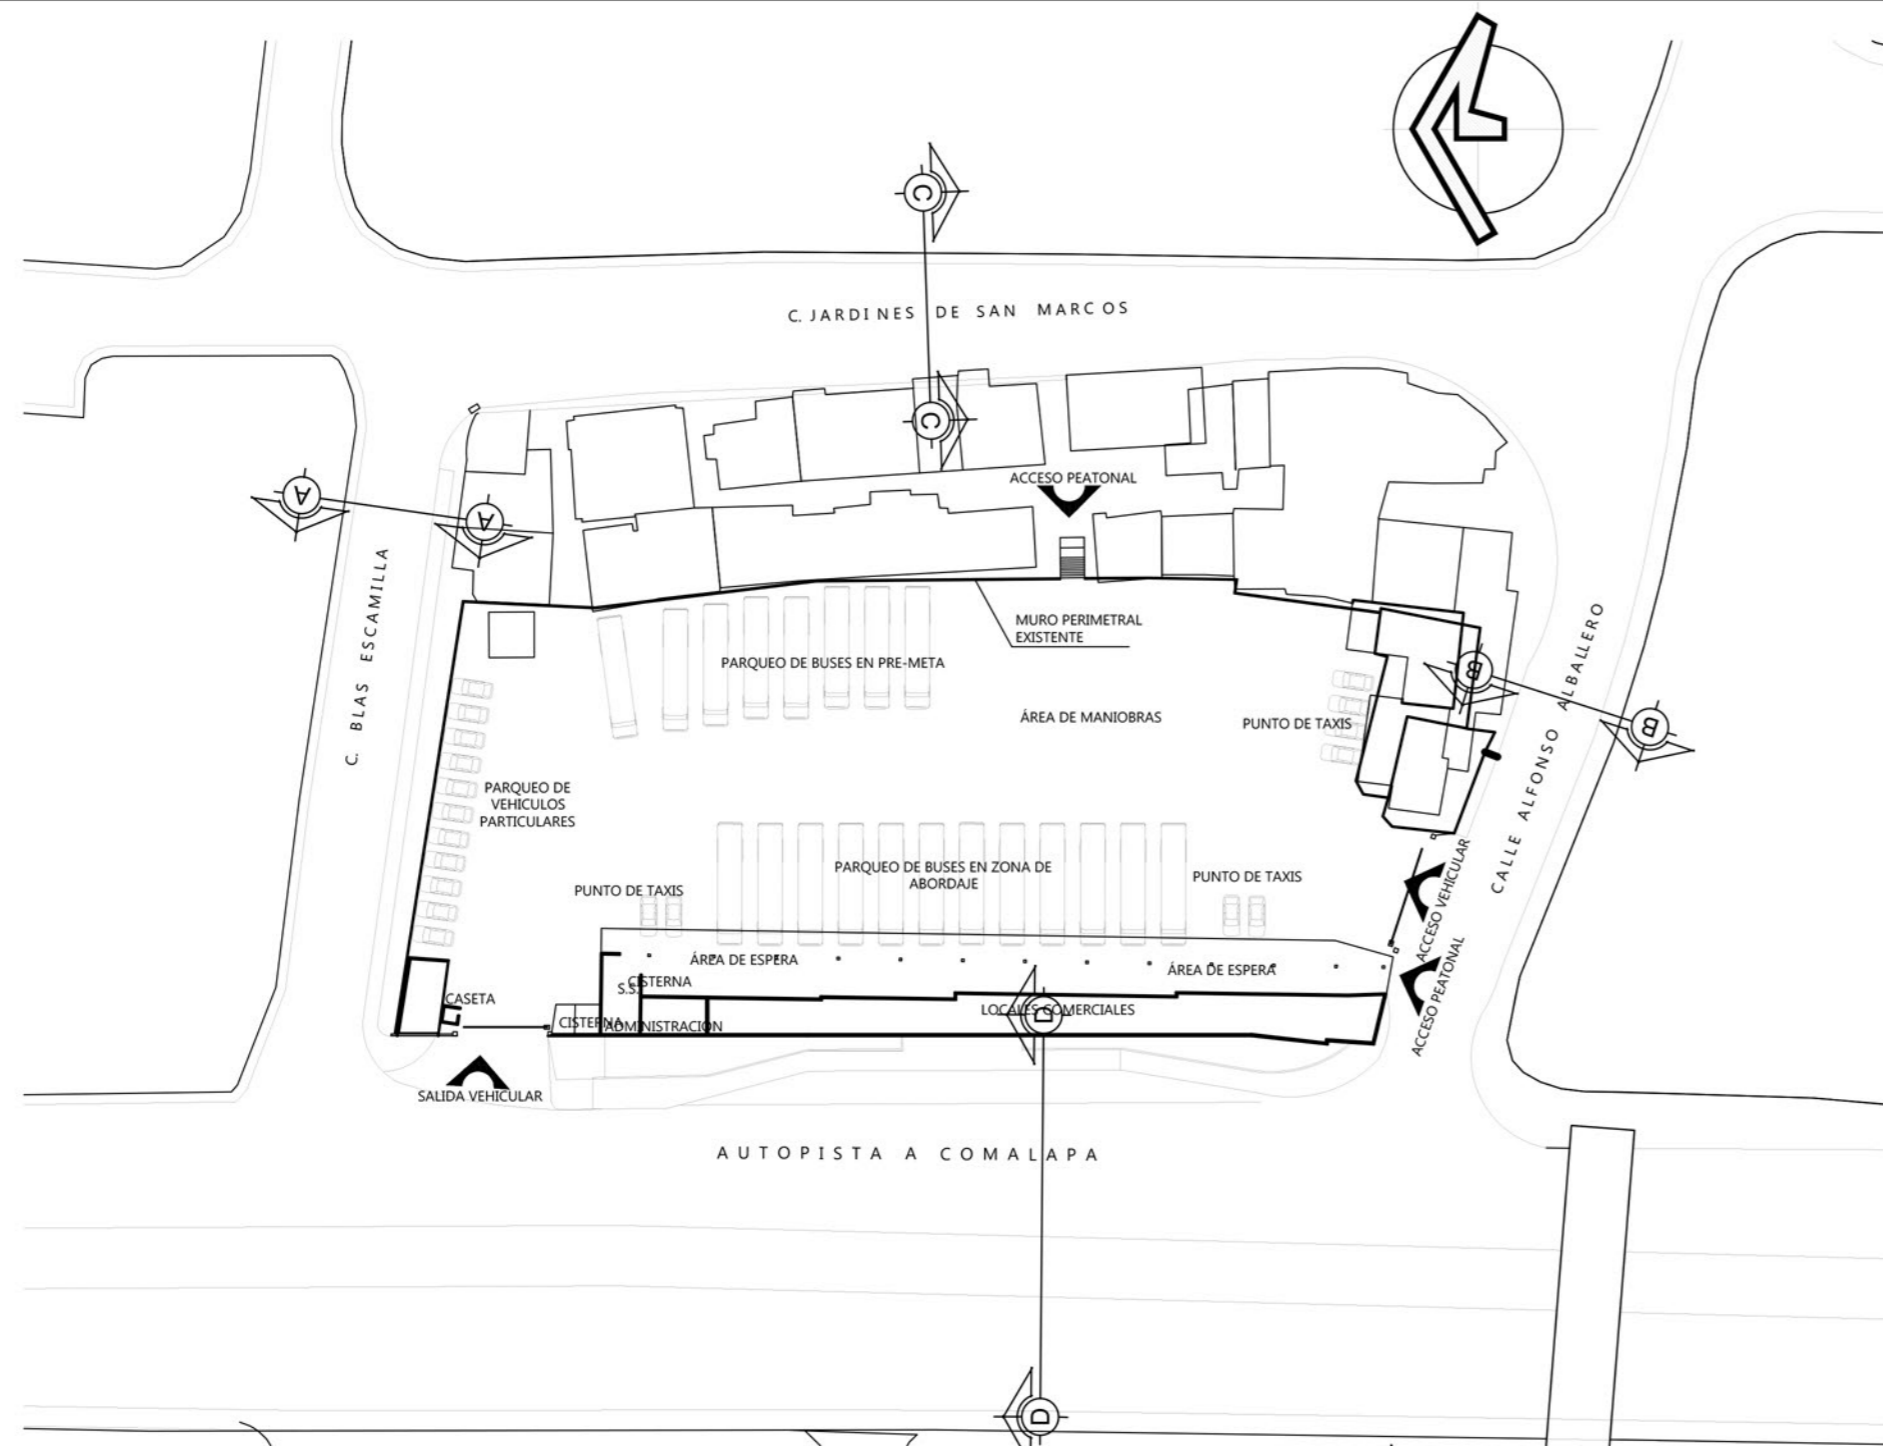 C
C. JARDINES DE SAN MARCOS
C
ACCESO PEATONAL
A
A
C. BLAS ESCAMILLA
MURO PERIMETRAL
EXISTENTE
PARQUEO DE BUSES EN PRE-META
ÁREA DE MANIOBRAS
PUNTO DE TAXIS
B
B
CALLE ALFONSO ALBALLERO
PARQUEO DE
VEHICULOS
PARTICULARES
PARQUEO DE BUSES EN ZONA DE
ABORDAJE
PUNTO DE TAXIS
PUNTO DE TAXIS
ACCESO VEHICULAR
ACCESO PEATONAL
ÁREA DE ESPERA
ÁREA DE ESPERA
CISTERNA
S.S.
CASETA
CISTERNA
ADMINISTRACIÓN
LOCALES COMERCIALES
D
SALIDA VEHICULAR
AUTOPISTA A COMALAPA
D